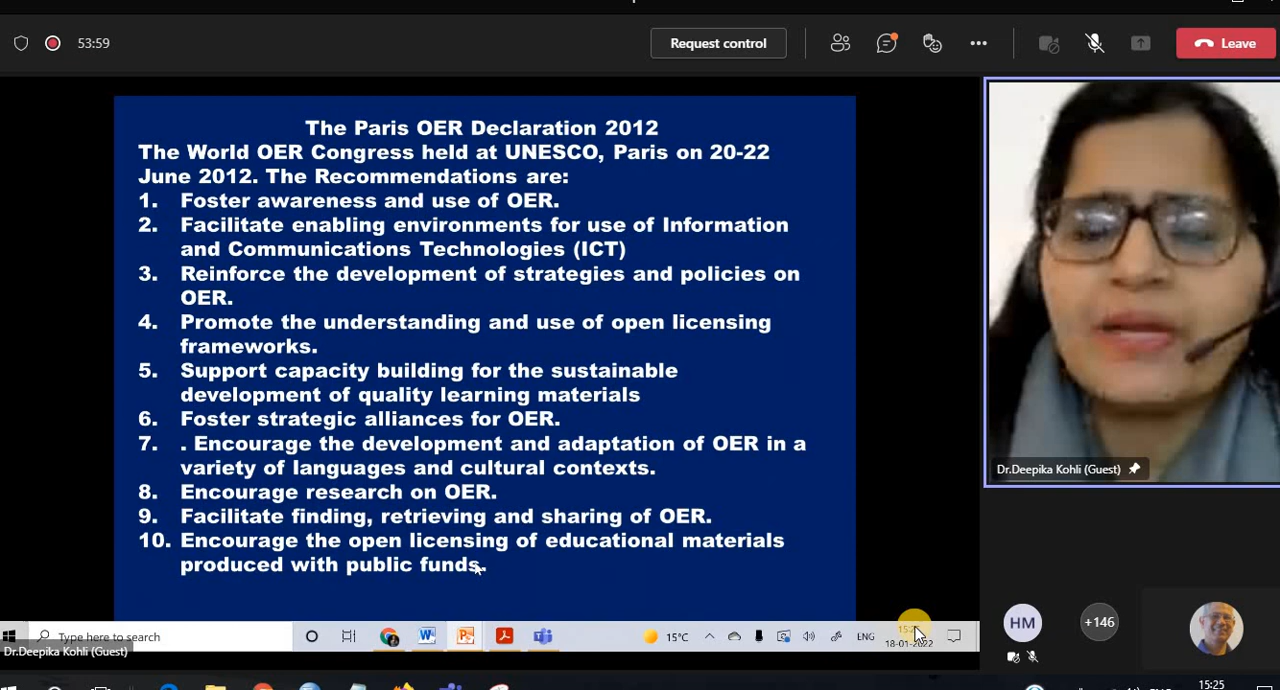 53:59
Request control
Leave
The Paris OER Declaration 2012
The World OER Congress held at UNESCO, Paris on 20-22
June 2012. The Recommendations are:
1. Foster awareness and use of OER.
2. Facilitate enabling environments for use of Information
and Communications Technologies (ICT)
3. Reinforce the development of strategies and policies on
OER.
4. Promote the understanding and use of open licensing
frameworks.
5. Support capacity building for the sustainable
development of quality learning materials
6. Foster strategic alliances for OER.
7. . Encourage the development and adaptation of OER in a
variety of languages and cultural contexts.
8. Encourage research on OER.
9. Facilitate finding, retrieving and sharing of OER.
10. Encourage the open licensing of educational materials
produced with public funds.
Dr.Deepika Kohli (Guest)
HM
+146
Type here to search
15°C
ENG
18-01-2022
Dr.Deepika Kohli (Guest)
15:25